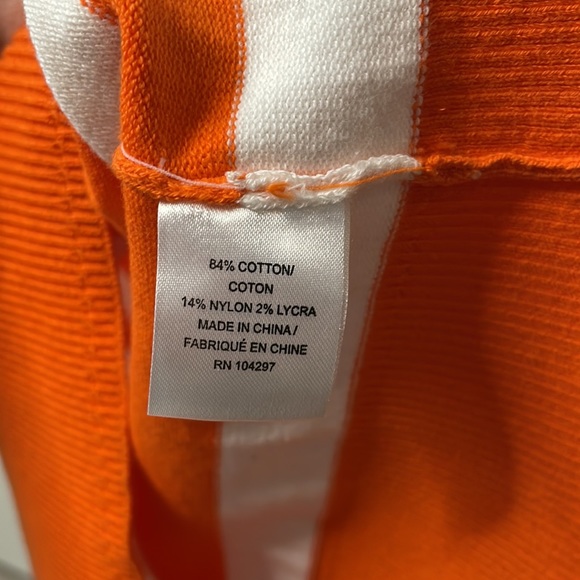 84% COTTON/
COTON
14% NYLON 2% LYCRA
MADE IN CHINA/
FABRIQUÉ EN CHINE
RN 104297